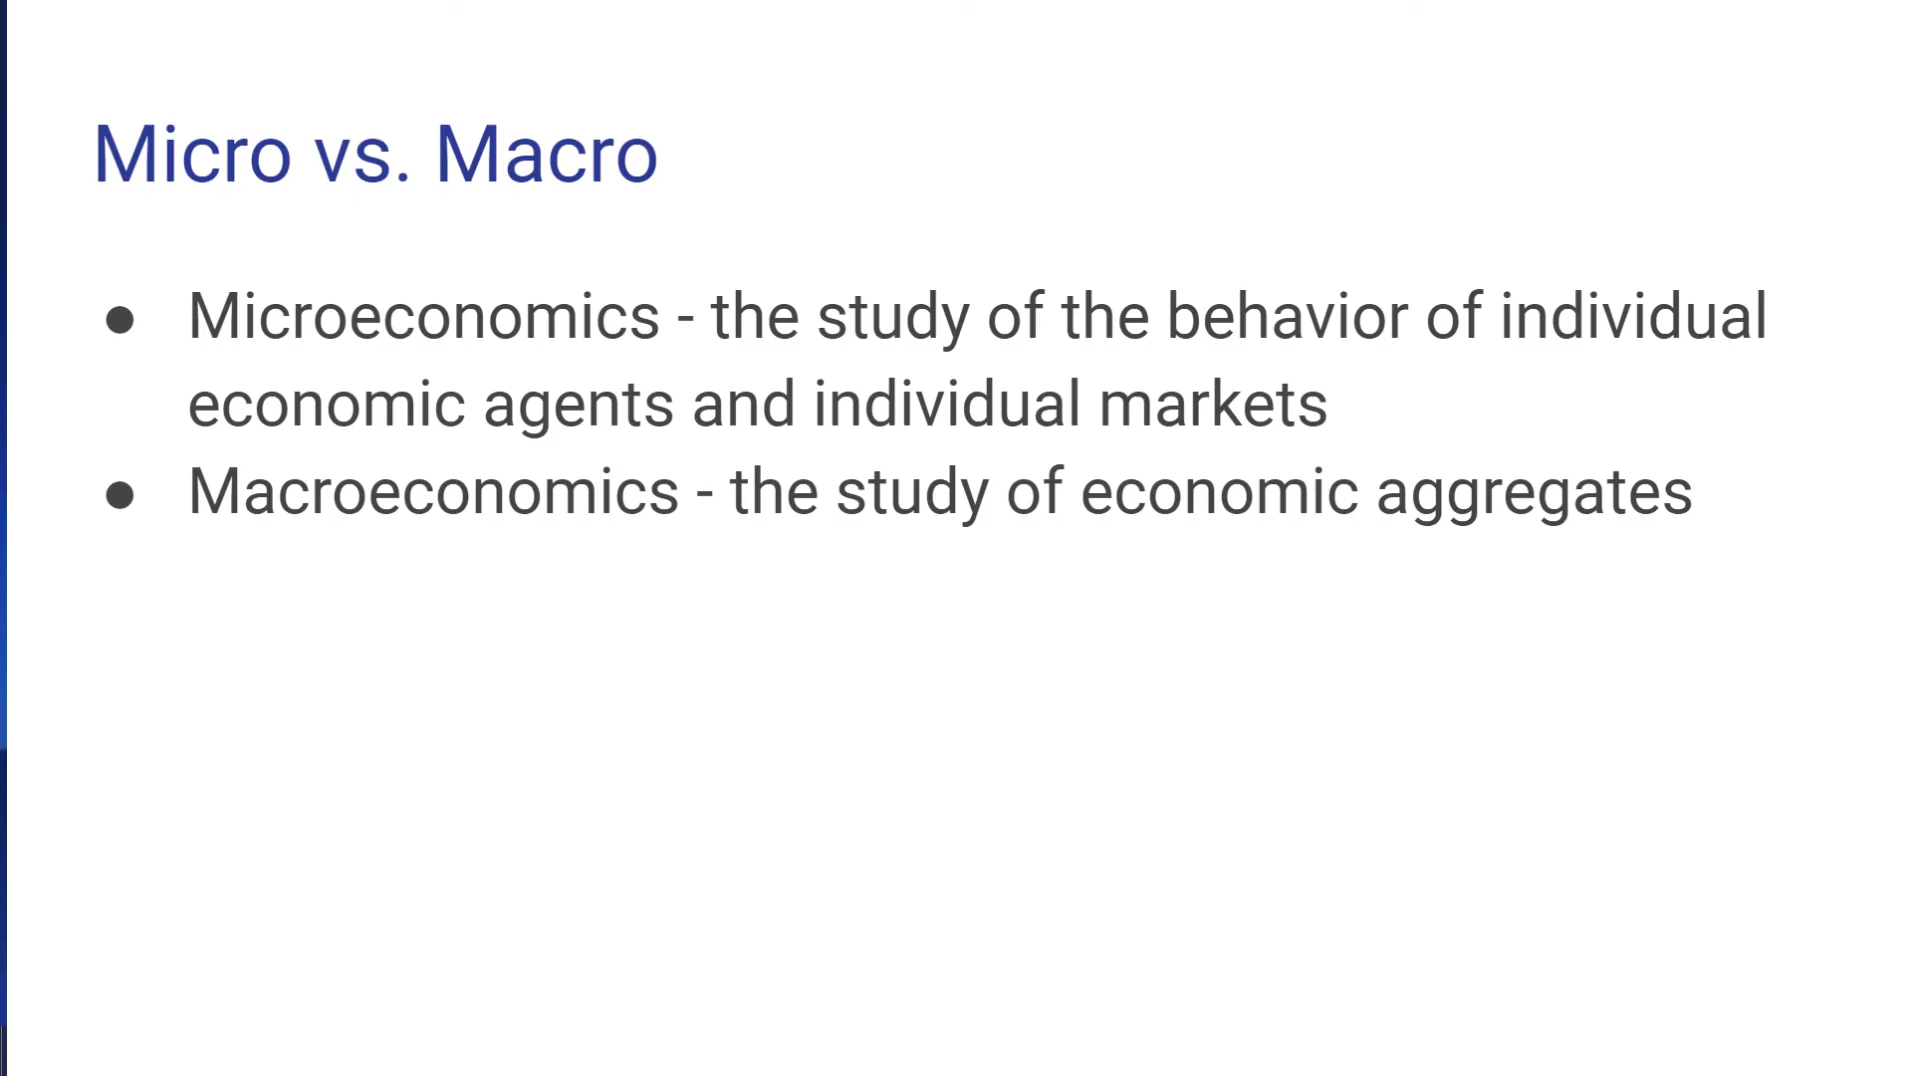 Micro vs. Macro
● Microeconomics - the study of the behavior of individual
economic agents and individual markets
● Macroeconomics - the study of economic aggregates